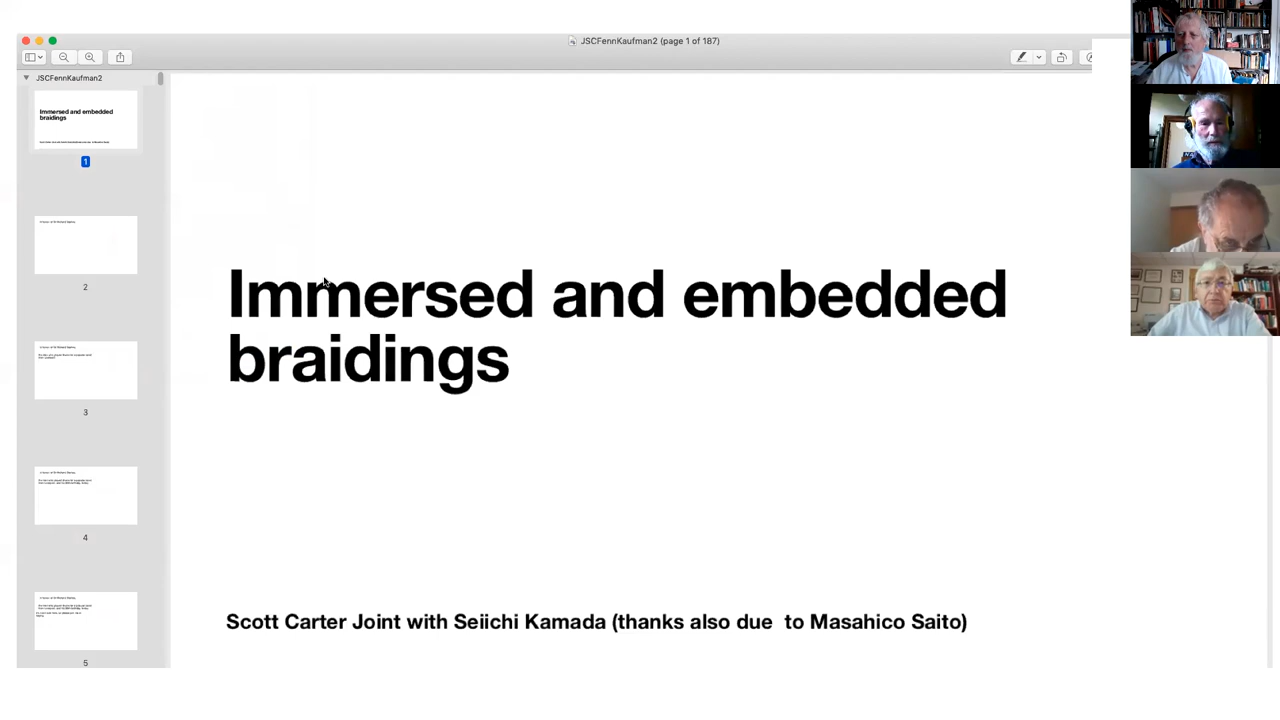 JSCFennKaufman2 (page 1 of 187)
JSCFennKaufman2
Immersed and embedded
braidings
1
2
3
4
5
Immersed and embedded
braidings
Scott Carter Joint with Seiichi Kamada (thanks also due to Masahico Saito)